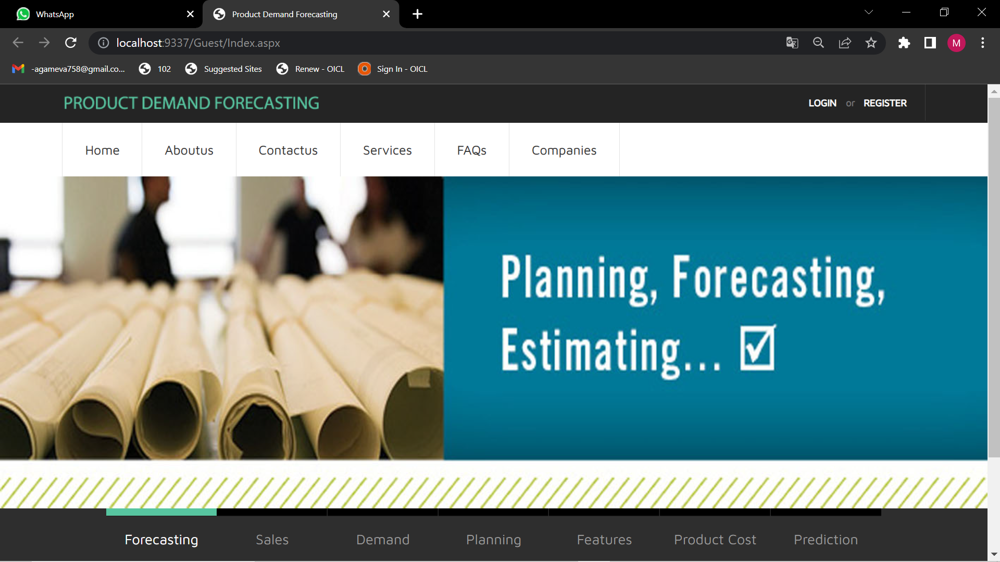 WhatsApp
Product Demand Forecasting
localhost:9337/Guest/Index.aspx
M
-agameva758@gmail.co...
102
Suggested Sites
Renew - OICL
Sign In - OICL
PRODUCT DEMAND FORECASTING
LOGIN or REGISTER
Home
Aboutus
Contactus
Services
FAQs
Companies
Planning, Forecasting,
Estimating... ☑
Forecasting
Sales
Demand
Planning
Features
Product Cost
Prediction